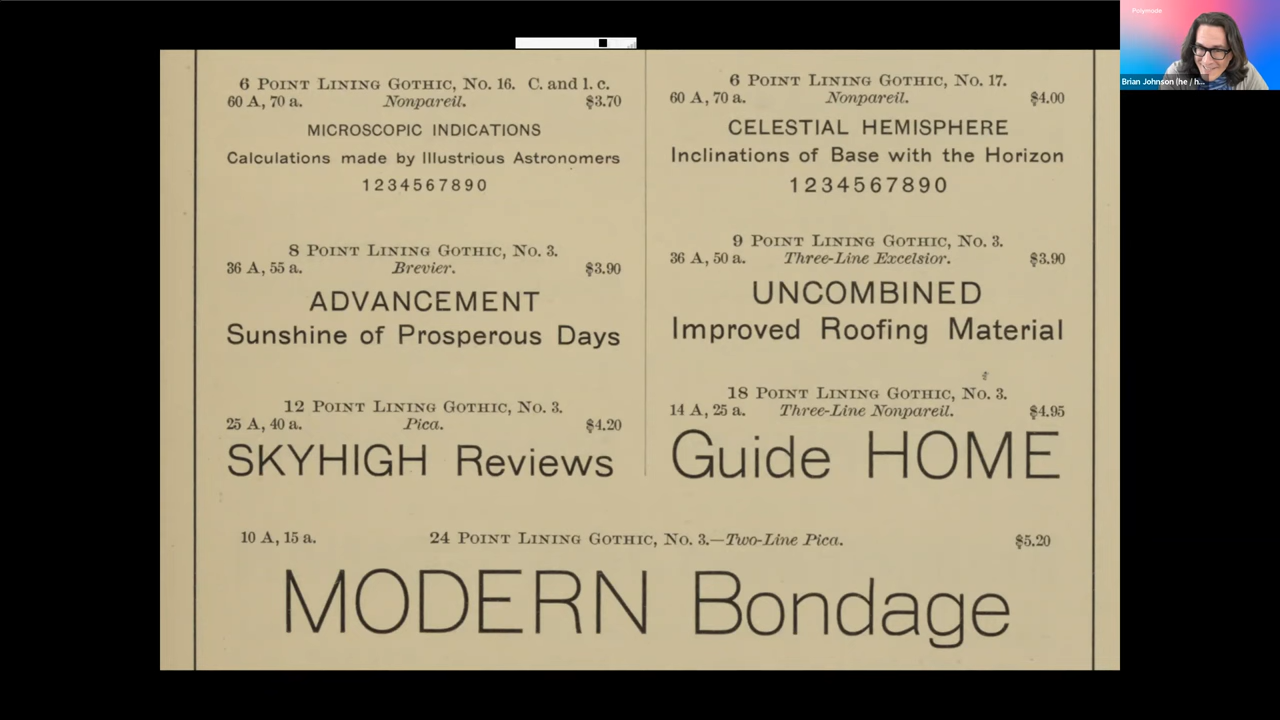 6 POINT LINING GOTHIC, NO. 16. C. and l. c.
60 A, 70 a. Nonpareil. $3.70
MICROSCOPIC INDICATIONS
Calculations made by Illustrious Astronomers
1234567890
8 POINT LINING GOTHIC, NO. 3.
36 A, 55 a. Brevier. $3.90
ADVANCEMENT
Sunshine of Prosperous Days
12 POINT LINING GOTHIC, NO. 3.
25 A, 40 a. Pica. $4.20
SKYHIGH Reviews
6 POINT LINING GOTHIC, NO. 17.
60 A, 70 a. Nonpareil. $4.00
CELESTIAL HEMISPHERE
Inclinations of Base with the Horizon
1234567890
9 POINT LINING GOTHIC, NO. 3.
36 A, 50 a. Three-Line Excelsior. $3.90
UNCOMBINED
Improved Roofing Material
18 POINT LINING GOTHIC, NO. 3.
14 A, 25 a. Three-Line Nonpareil. $4.95
Guide HOME
10 A, 15 a. 24 POINT LINING GOTHIC, NO. 3.—Two-Line Pica. $5.20
MODERN Bondage
Polymode
Brian Johnson (he / h...